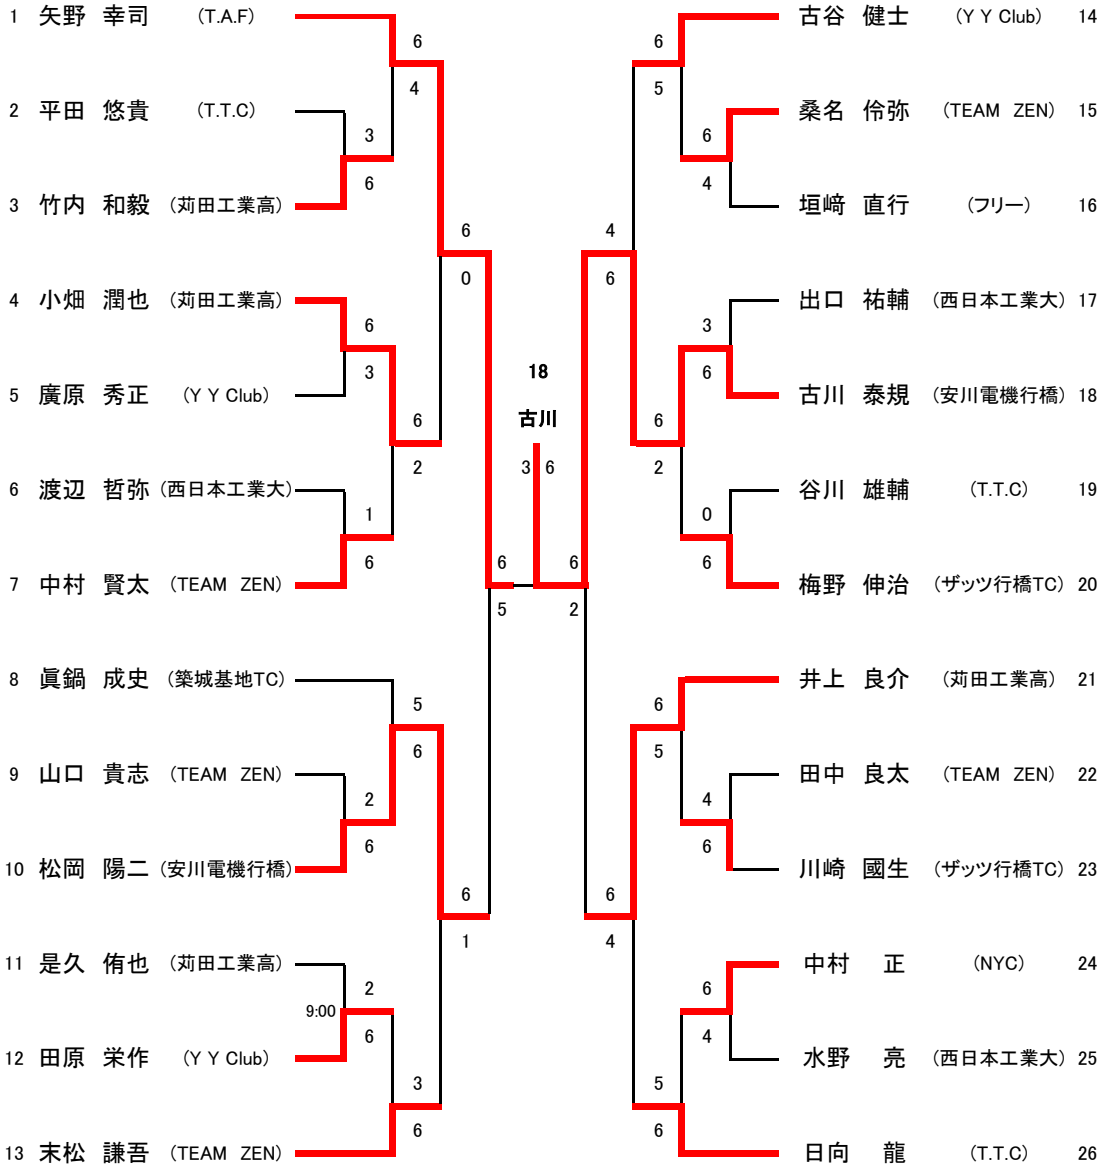 1 矢野 幸司 (T.A.F)
6
4
2 平田 悠貴 (T.T.C)
3
6
3 竹内 和毅 (苅田工業高)
6
0
4 小畑 潤也 (苅田工業高)
6
3
5 廣原 秀正 (Y Y Club)
6
2
6 渡辺 哲弥 (西日本工業大)
1
6
7 中村 賢太 (TEAM ZEN)
6
5
8 眞鍋 成史 (築城基地TC)
5
6
9 山口 貴志 (TEAM ZEN)
2
6
10 松岡 陽二 (安川電機行橋)
6
1
11 是久 侑也 (苅田工業高)
2
9:00
6
12 田原 栄作 (Y Y Club)
3
6
13 末松 謙吾 (TEAM ZEN)
18
古川
3 6
古谷 健士 (Y Y Club) 14
6
5
桑名 伶弥 (TEAM ZEN) 15
6
4
垣﨑 直行 (フリー) 16
4
6
出口 祐輔 (西日本工業大) 17
3
6
古川 泰規 (安川電機行橋) 18
6
2
谷川 雄輔 (T.T.C) 19
0
6
梅野 伸治 (ザッツ行橋TC) 20
6
2
井上 良介 (苅田工業高) 21
6
5
田中 良太 (TEAM ZEN) 22
4
6
川崎 國生 (ザッツ行橋TC) 23
6
4
中村 正 (NYC) 24
6
4
水野 亮 (西日本工業大) 25
5
6
日向 龍 (T.T.C) 26